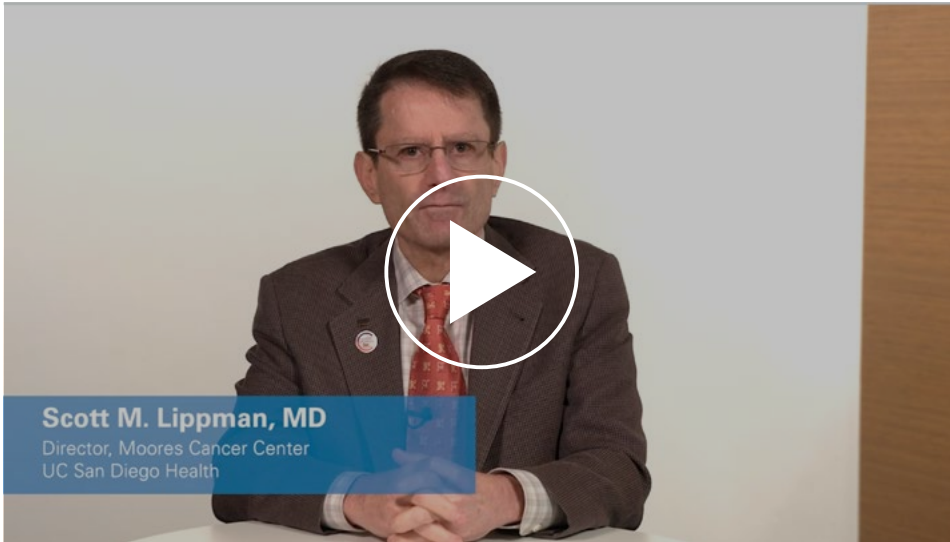 Scott M. Lippman, MD
Director, Moores Cancer Center
UC San Diego Health